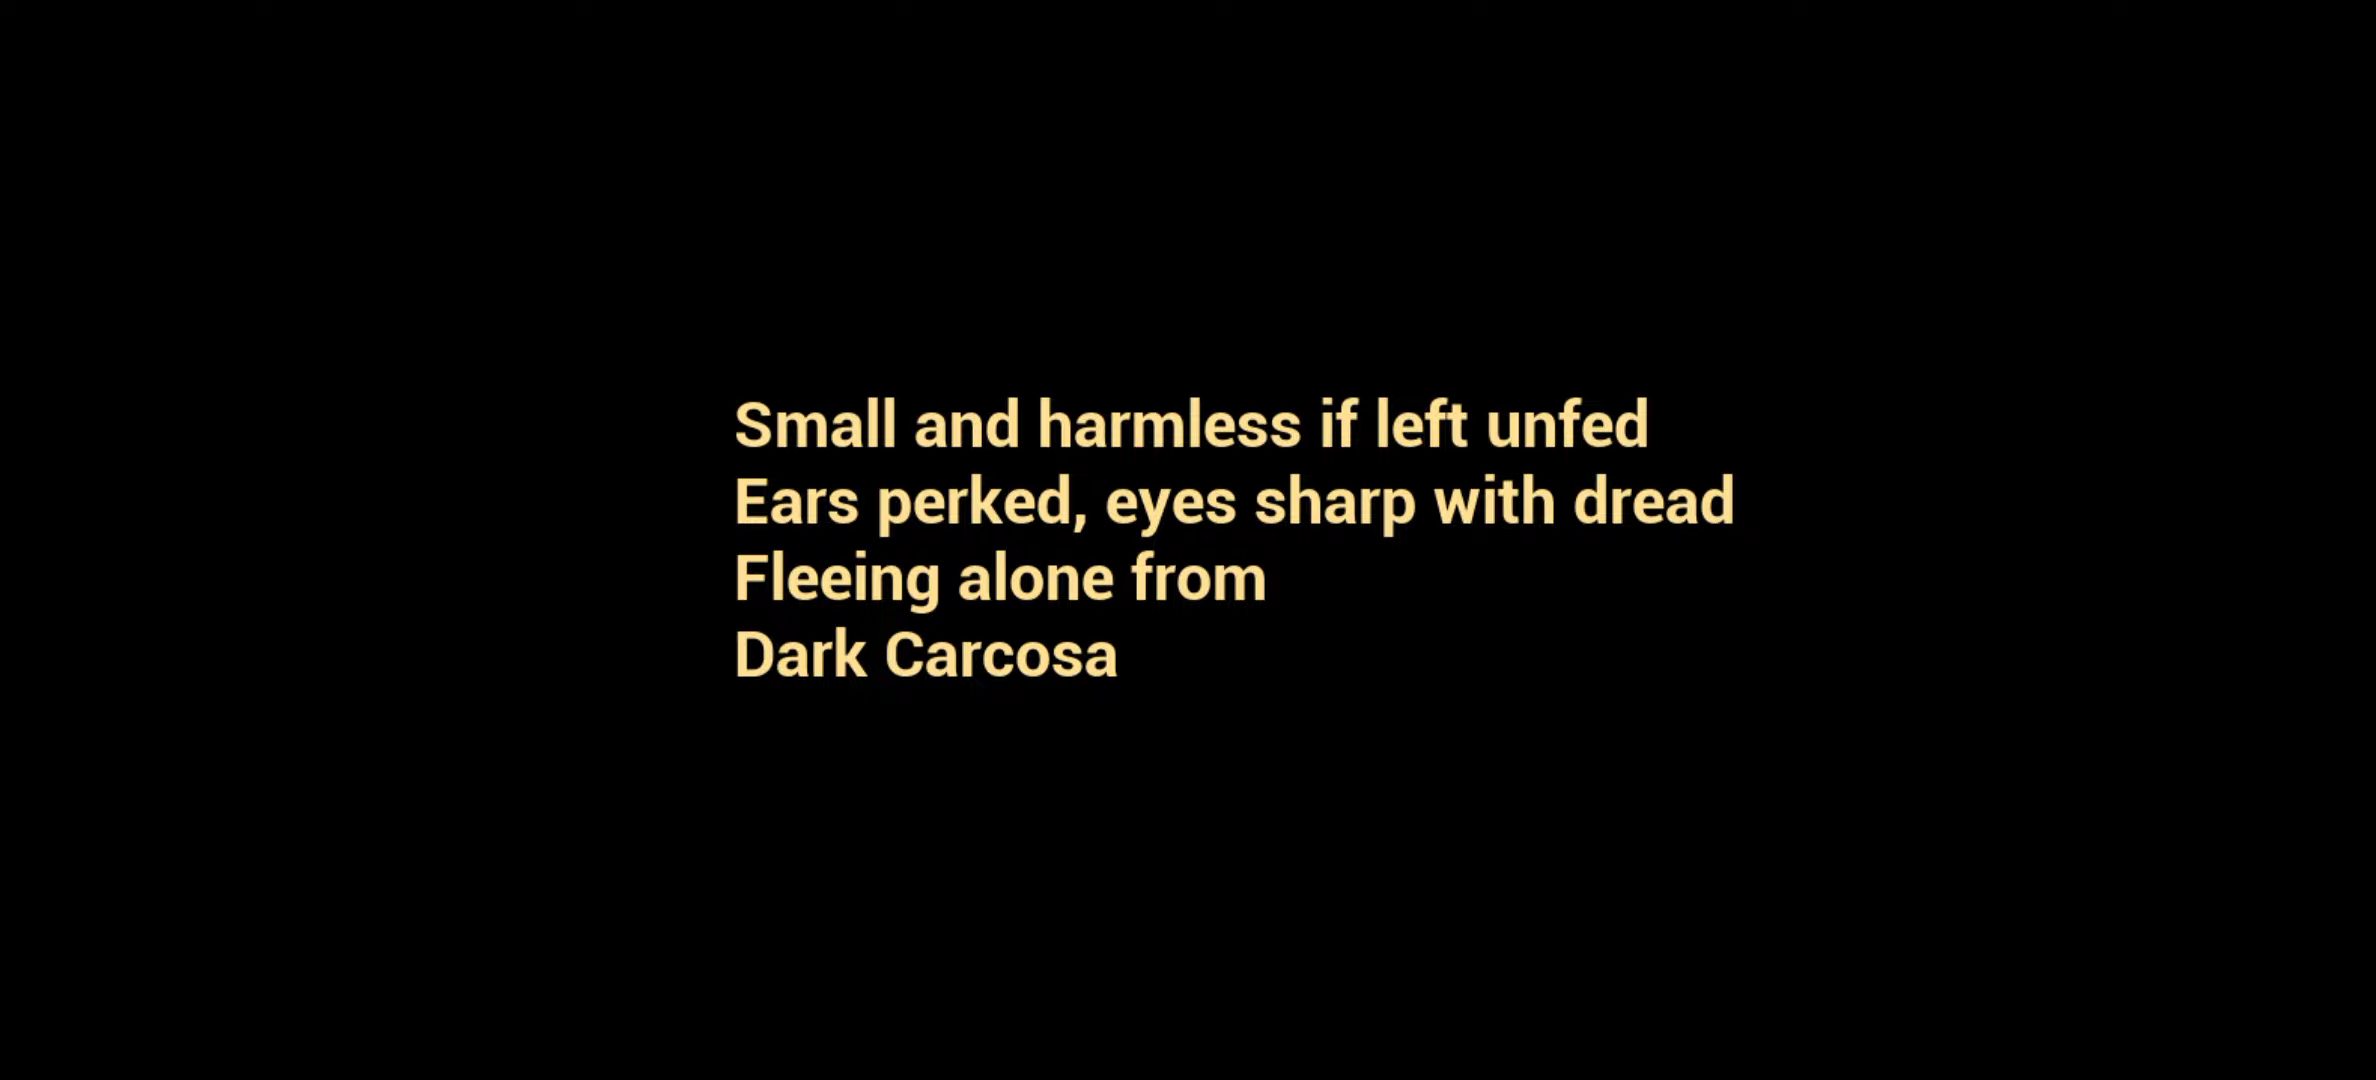 Small and harmless if left unfed
Ears perked, eyes sharp with dread
Fleeing alone from
Dark Carcosa